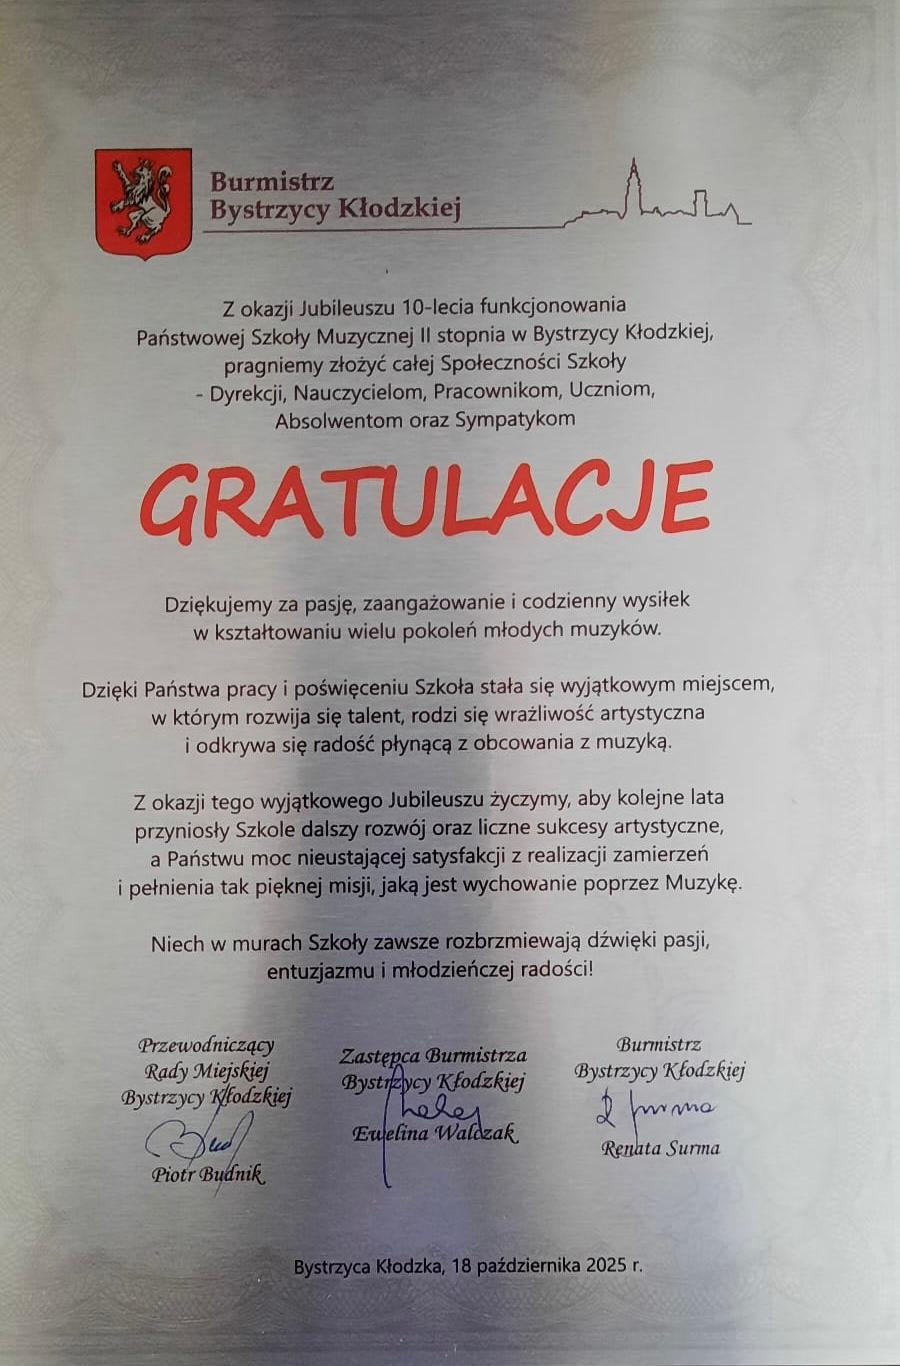 Burmistrz
Bystrzycy Kłodzkiej
Z okazji Jubileuszu 10-lecia funkcjonowania
Państwowej Szkoły Muzycznej II stopnia w Bystrzycy Kłodzkiej,
pragniemy złożyć całej Społeczności Szkoły
- Dyrekcji, Nauczycielom, Pracownikom, Uczniom,
Absolwentom oraz Sympatykom
GRATULACJE
Dziękujemy za pasję, zaangażowanie i codzienny wysiłek
w kształtowaniu wielu pokoleń młodych muzyków.
Dzięki Państwa pracy i poświęceniu Szkoła stała się wyjątkowym miejscem,
w którym rozwija się talent, rodzi się wrażliwość artystyczna
i odkrywa się radość płynącą z obcowania z muzyką.
Z okazji tego wyjątkowego Jubileuszu życzymy, aby kolejne lata
przyniosły Szkole dalszy rozwój oraz liczne sukcesy artystyczne,
a Państwu moc nieustającej satysfakcji z realizacji zamierzeń
i pełnienia tak pięknej misji, jaką jest wychowanie poprzez Muzykę.
Niech w murach Szkoły zawsze rozbrzmiewają dźwięki pasji,
entuzjazmu i młodzieńczej radości!
Przewodniczący
Rady Miejskiej
Bystrzycy Kłodzkiej
Piotr Budnik
Zastępca Burmistrza
Bystrzycy Kłodzkiej
Ewelina Walczak
Burmistrz
Bystrzycy Kłodzkiej
Renata Surma
Bystrzyca Kłodzka, 18 października 2025 r.